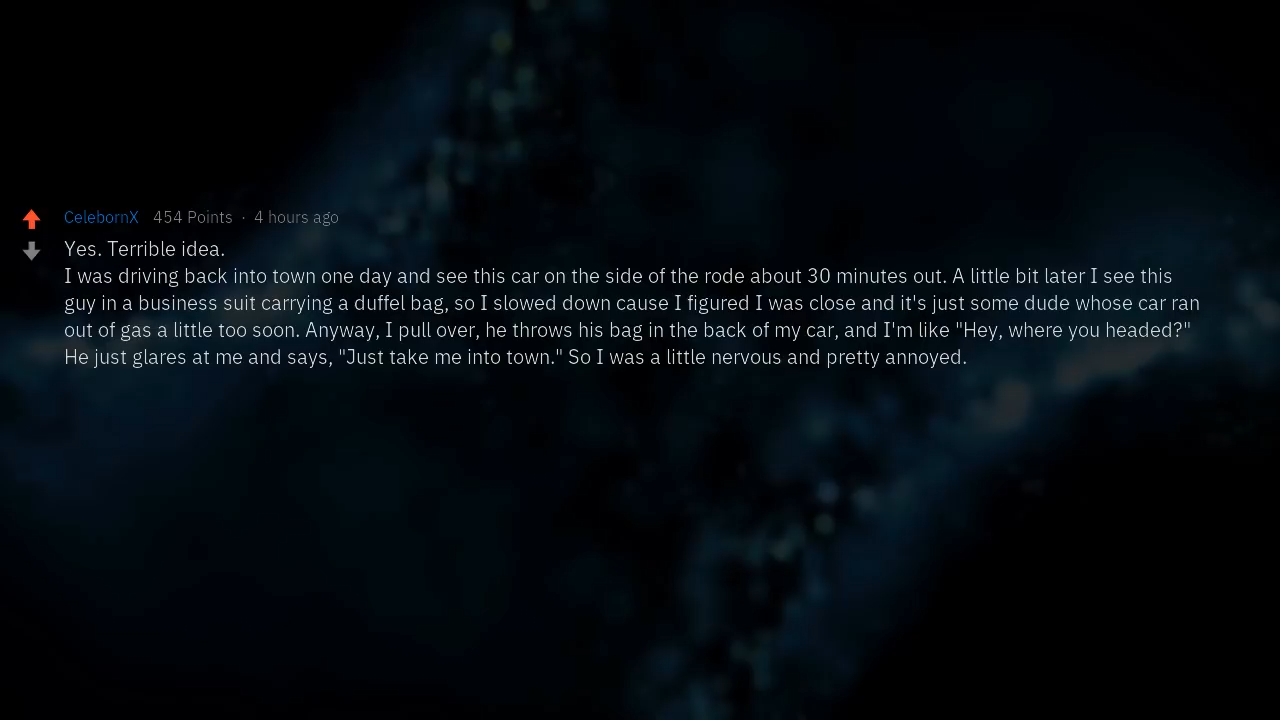 CelebornX 454 Points · 4 hours ago
Yes. Terrible idea.
I was driving back into town one day and see this car on the side of the rode about 30 minutes out. A little bit later I see this
guy in a business suit carrying a duffel bag, so I slowed down cause I figured I was close and it's just some dude whose car ran
out of gas a little too soon. Anyway, I pull over, he throws his bag in the back of my car, and I'm like "Hey, where you headed?"
He just glares at me and says, "Just take me into town." So I was a little nervous and pretty annoyed.